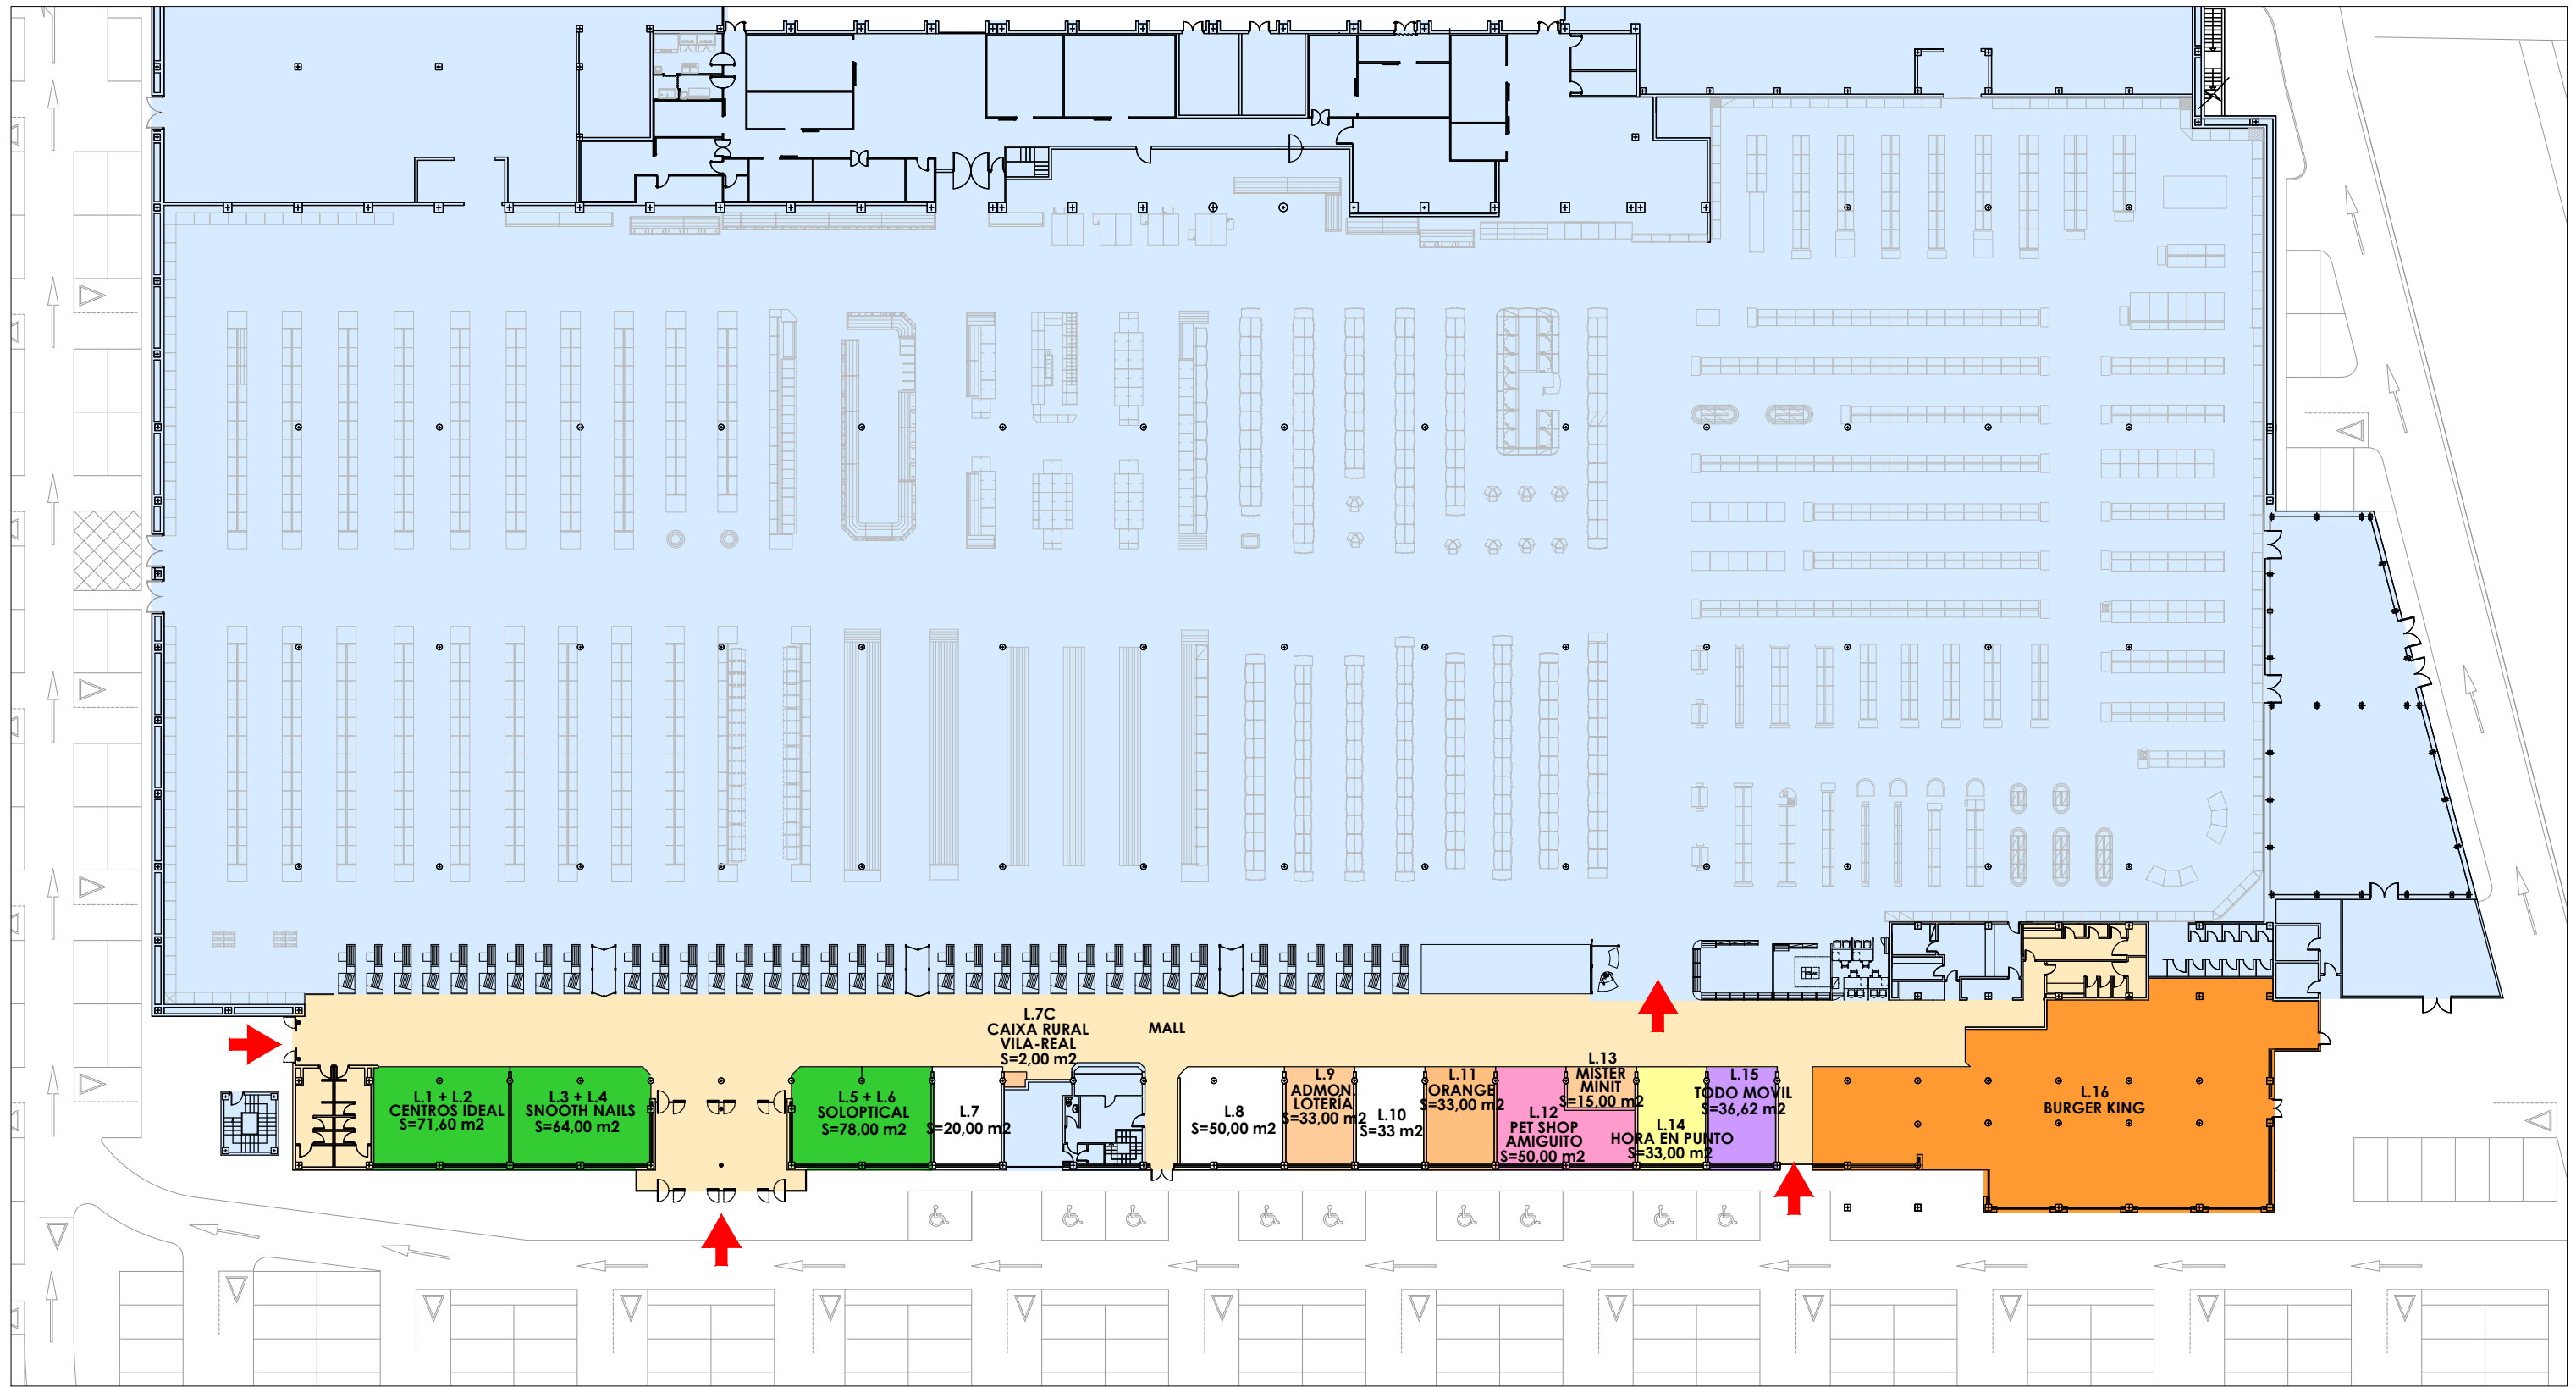 L.7C
CAIXA RURAL
VILA-REAL
S=2,00 m2
MALL
L.1 + L.2
CENTROS IDEAL
S=71,60 m2
L.3 + L.4
SNOOTH NAILS
S=64,00 m2
L.5 + L.6
SOLOPTICAL
S=78,00 m2
L.7
S=20,00 m2
L.8
S=50,00 m2
L.9
ADMON.
LOTERÍA
S=33,00 m2
L.10
S=33 m2
L.11
ORANGE
S=33,00 m2
L.12
PET SHOP
AMIGUITO
S=50,00 m2
L.13
MISTER
MINIT
S=15,00 m2
L.14
HORA EN PUNTO
S=33,00 m2
L.15
TODO MOVIL
S=36,62 m2
L.16
BURGER KING